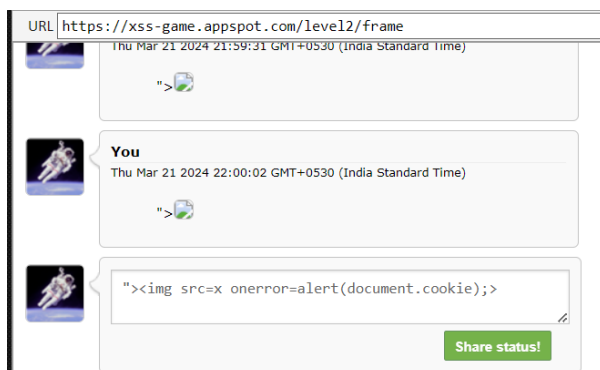 URL https://xss-game.appspot.com/level2/frame
Thu Mar 21 2024 21:59:31 GMT+0530 (India Standard Time)
">
You
Thu Mar 21 2024 22:00:02 GMT+0530 (India Standard Time)
">
"><img src=x onerror=alert(document.cookie);>
Share status!